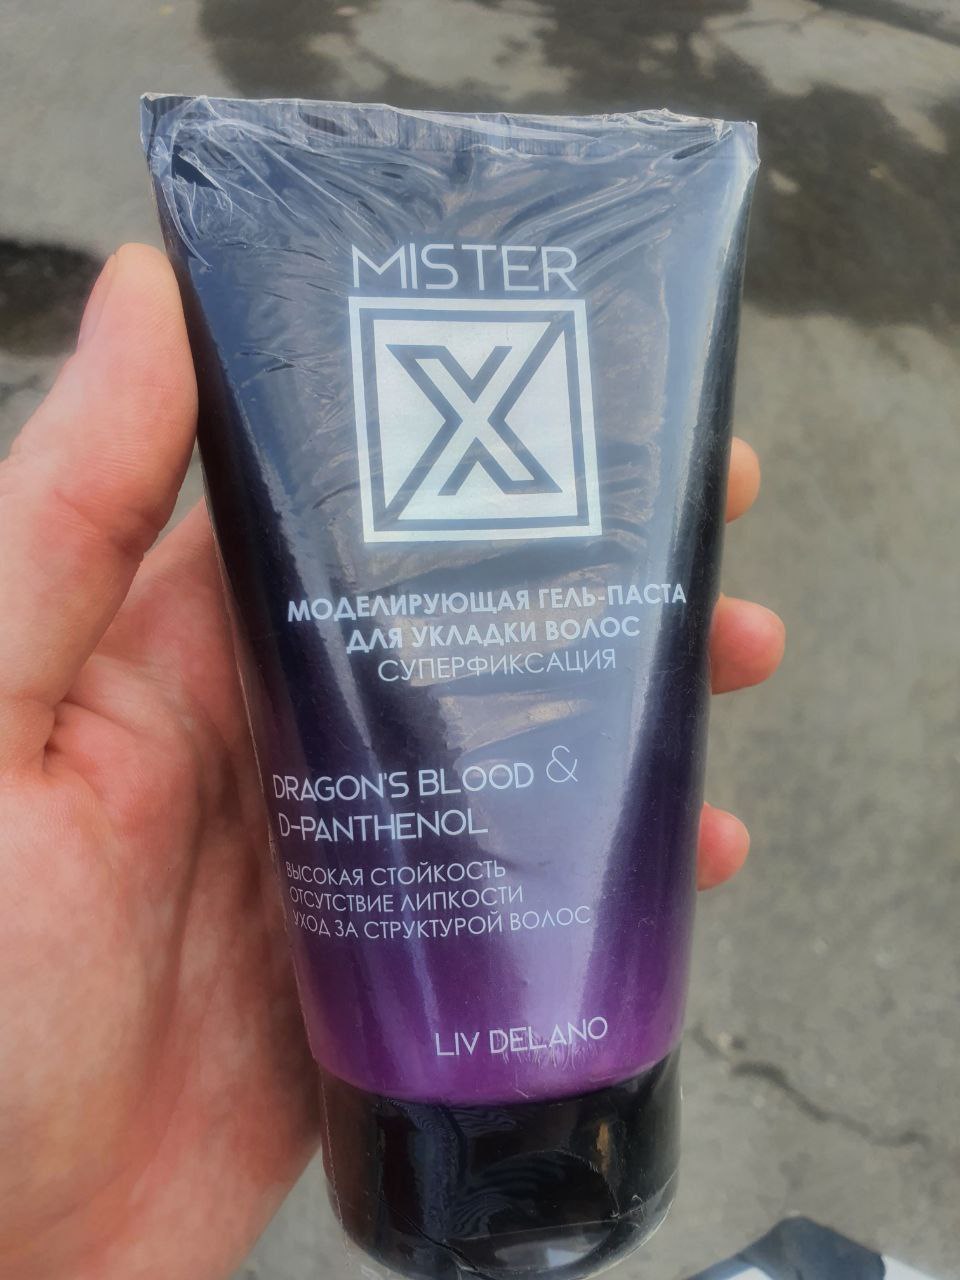 MISTER
X
МОДЕЛИРУЮЩАЯ ГЕЛЬ-ПАСТА
ДЛЯ УКЛАДКИ ВОЛОС
СУПЕРФИКСАЦИЯ
DRAGON'S BLOOD &
D-PANTHENOL
ВЫСОКАЯ СТОЙКОСТЬ
ОТСУТСТВИЕ ЛИПКОСТИ
УХОД ЗА СТРУКТУРОЙ ВОЛОС
LIV DELANO